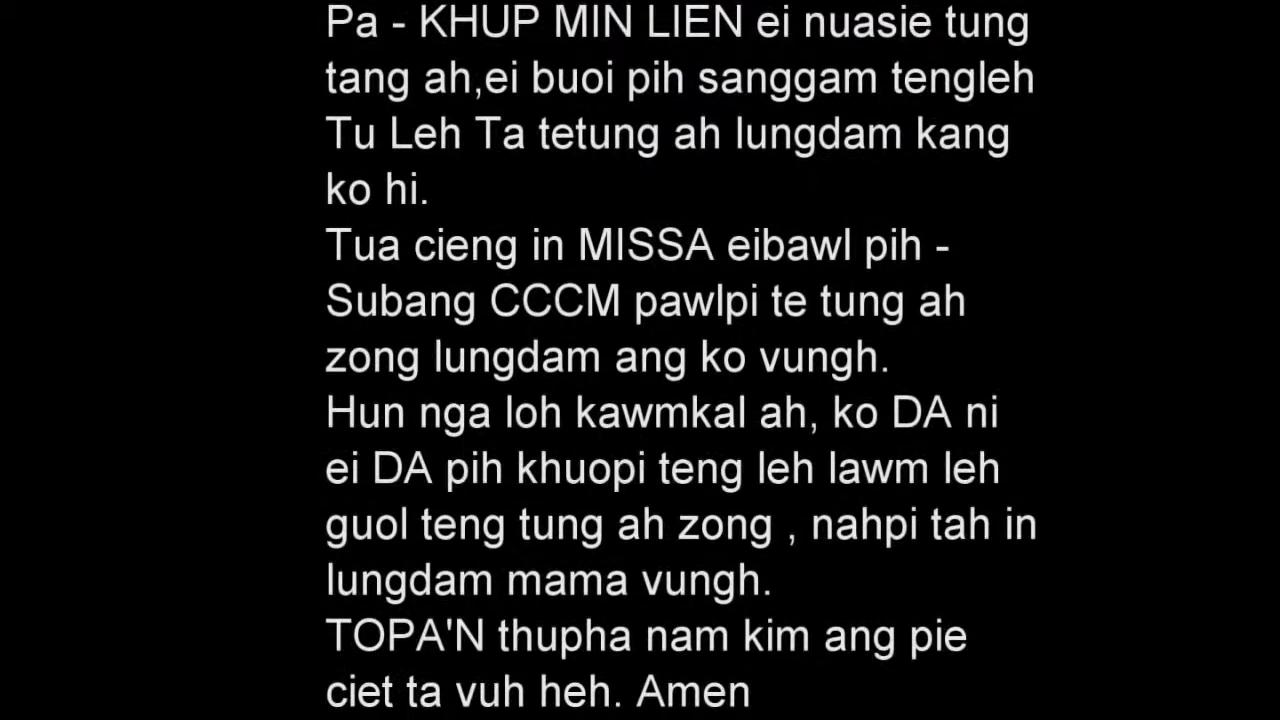 Pa - KHUP MIN LIEN ei nuasie tung
tang ah,ei buoi pih sanggam tengleh
Tu Leh Ta tetung ah lungdam kang
ko hi.
Tua cieng in MISSA eibawl pih -
Subang CCCM pawlpi te tung ah
zong lungdam ang ko vungh.
Hun nga loh kawmkal ah, ko DA ni
ei DA pih khuopi teng leh lawm leh
guol teng tung ah zong , nahpi tah in
lungdam mama vungh.
TOPA'N thupha nam kim ang pie
ciet ta vuh heh. Amen